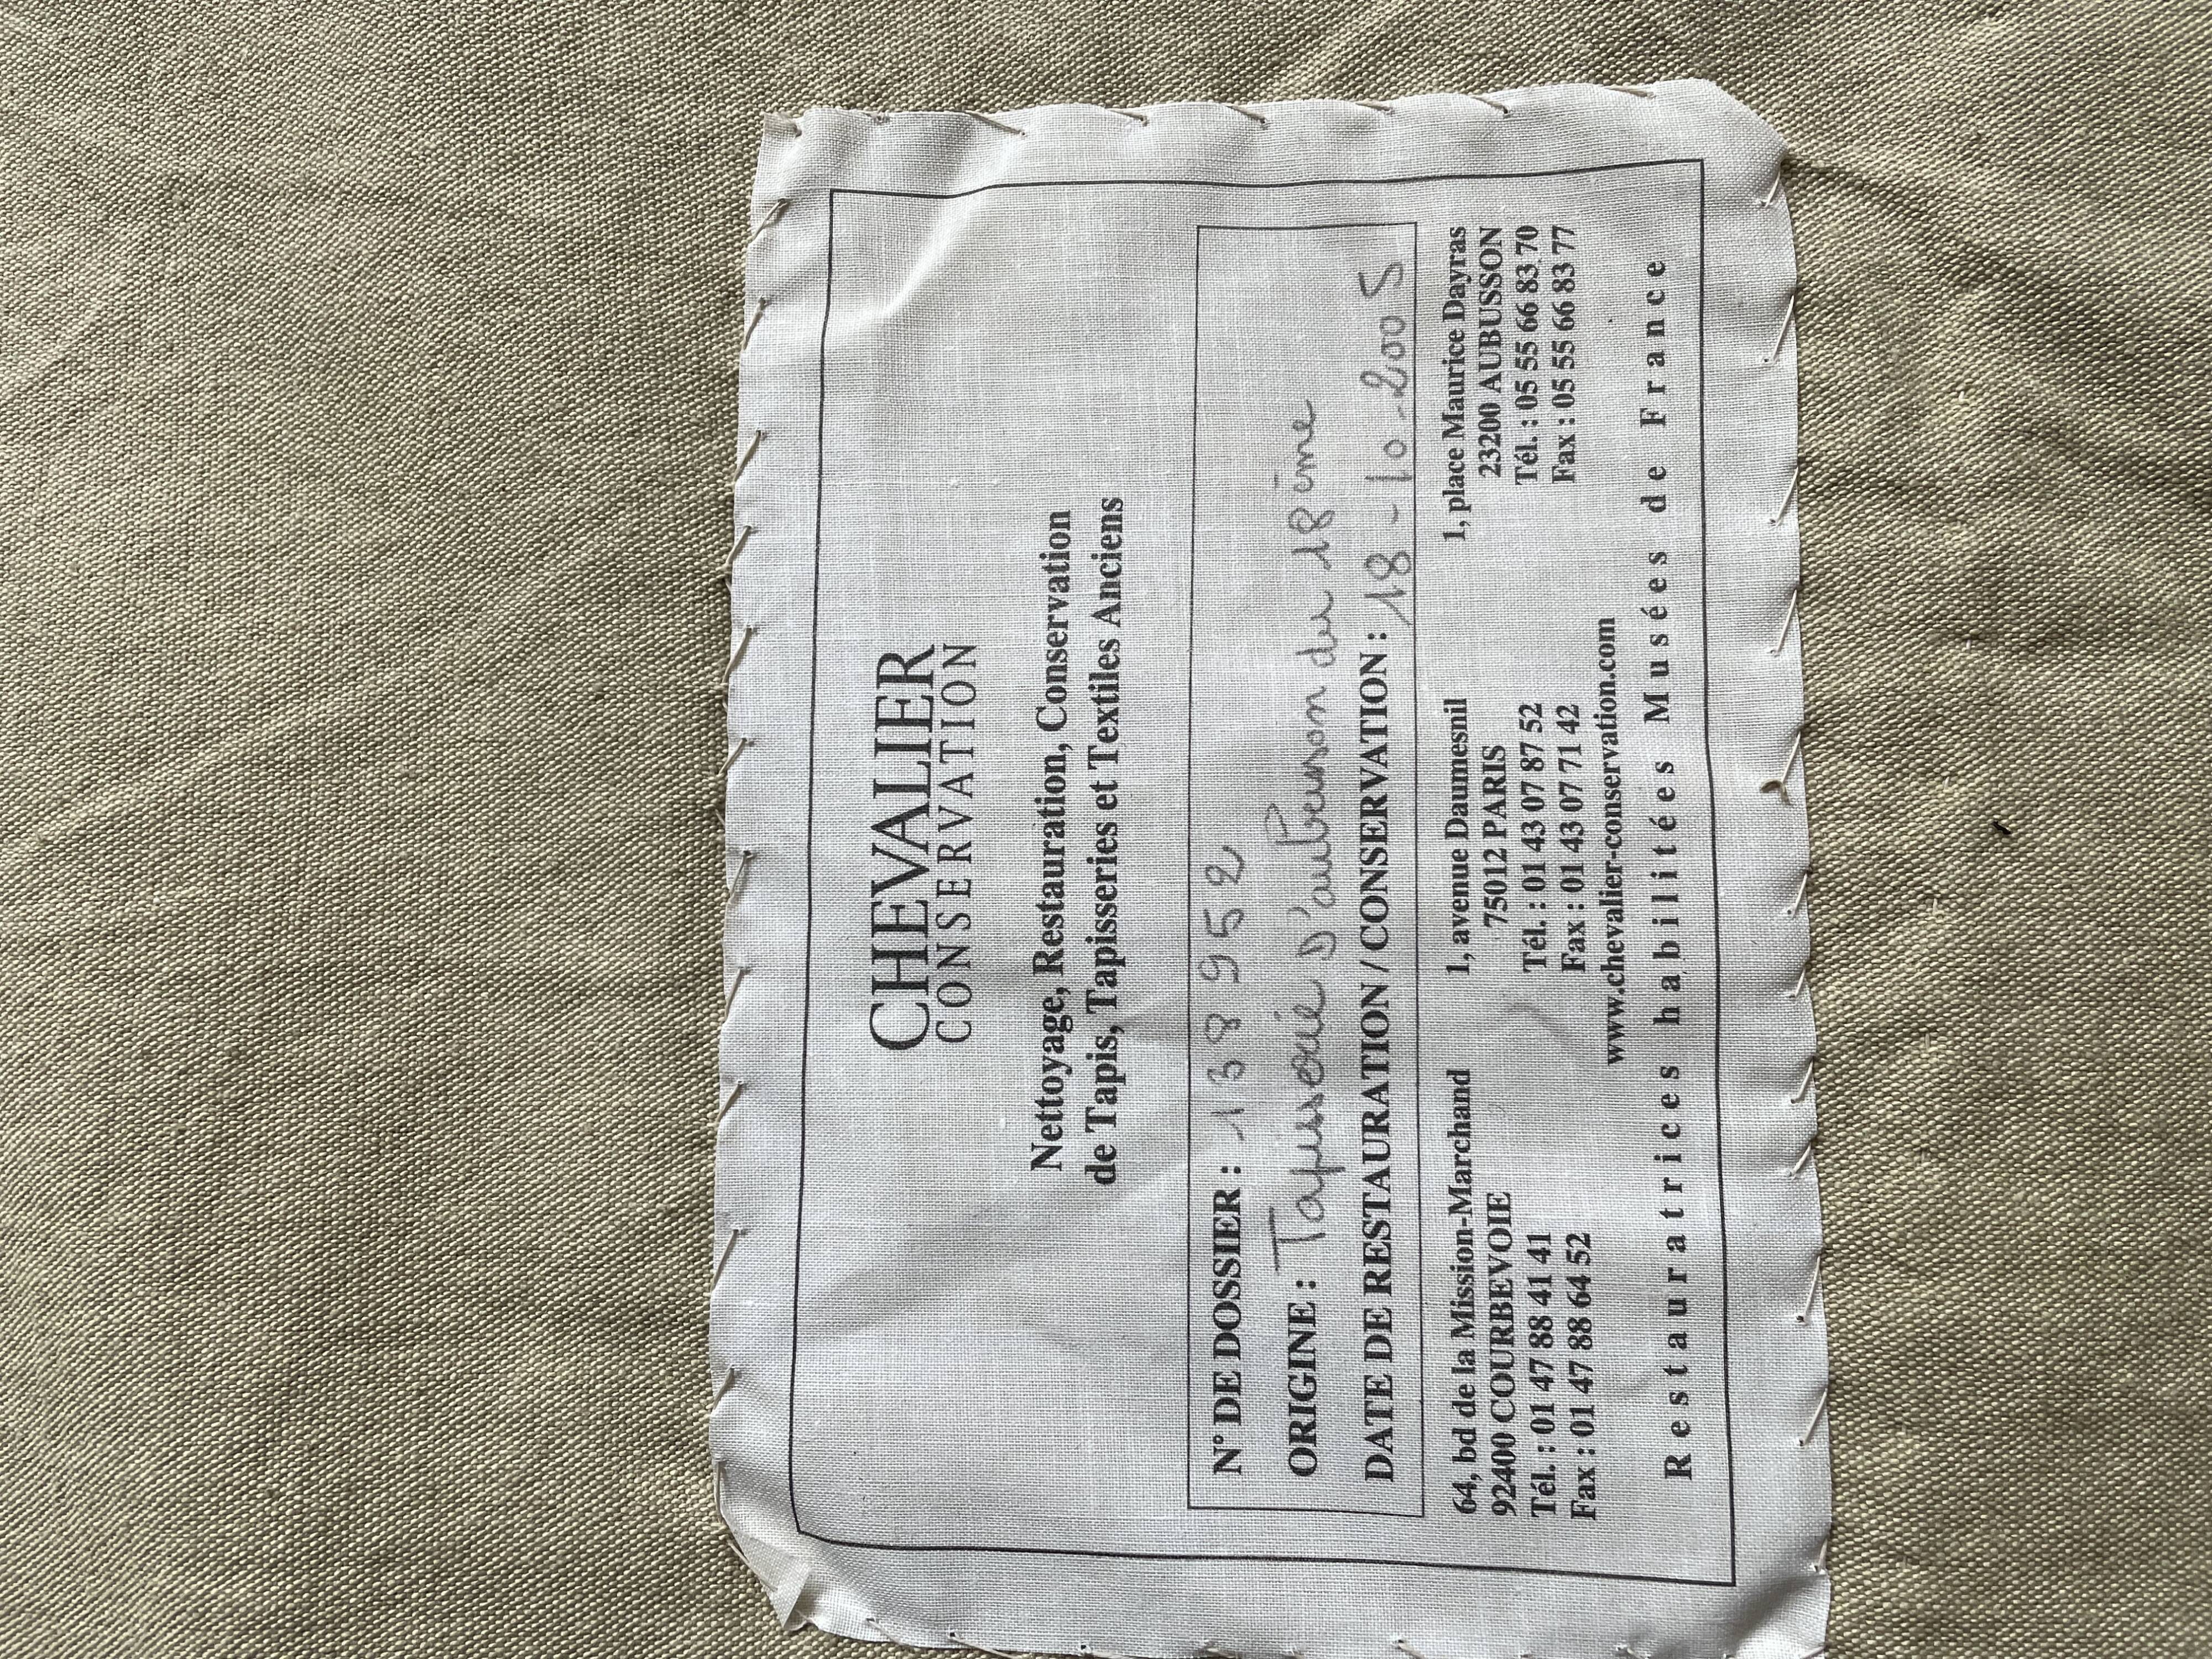 CHEVALIER
CONSERVATION
Nettoyage, Restauration, Conservation
de Tapis, Tapisseries et Textiles Anciens
N° DE DOSSIER : 138952
ORIGINE : Tapisserie D'aubusson du 18ème
DATE DE RESTAURATION / CONSERVATION : 18-10-2005
64, bd de la Mission-Marchand
92400 COURBEVOIE
Tél. : 01 47 88 41 41
Fax : 01 47 88 64 52
1, avenue Daumesnil
75012 PARIS
Tél. : 01 43 07 87 52
Fax : 01 43 07 71 42
1, place Maurice Dayras
23200 AUBUSSON
Tél. : 05 55 66 83 70
Fax : 05 55 66 83 77
www.chevalier-conservation.com
Restauratrices habilitées Musées de France